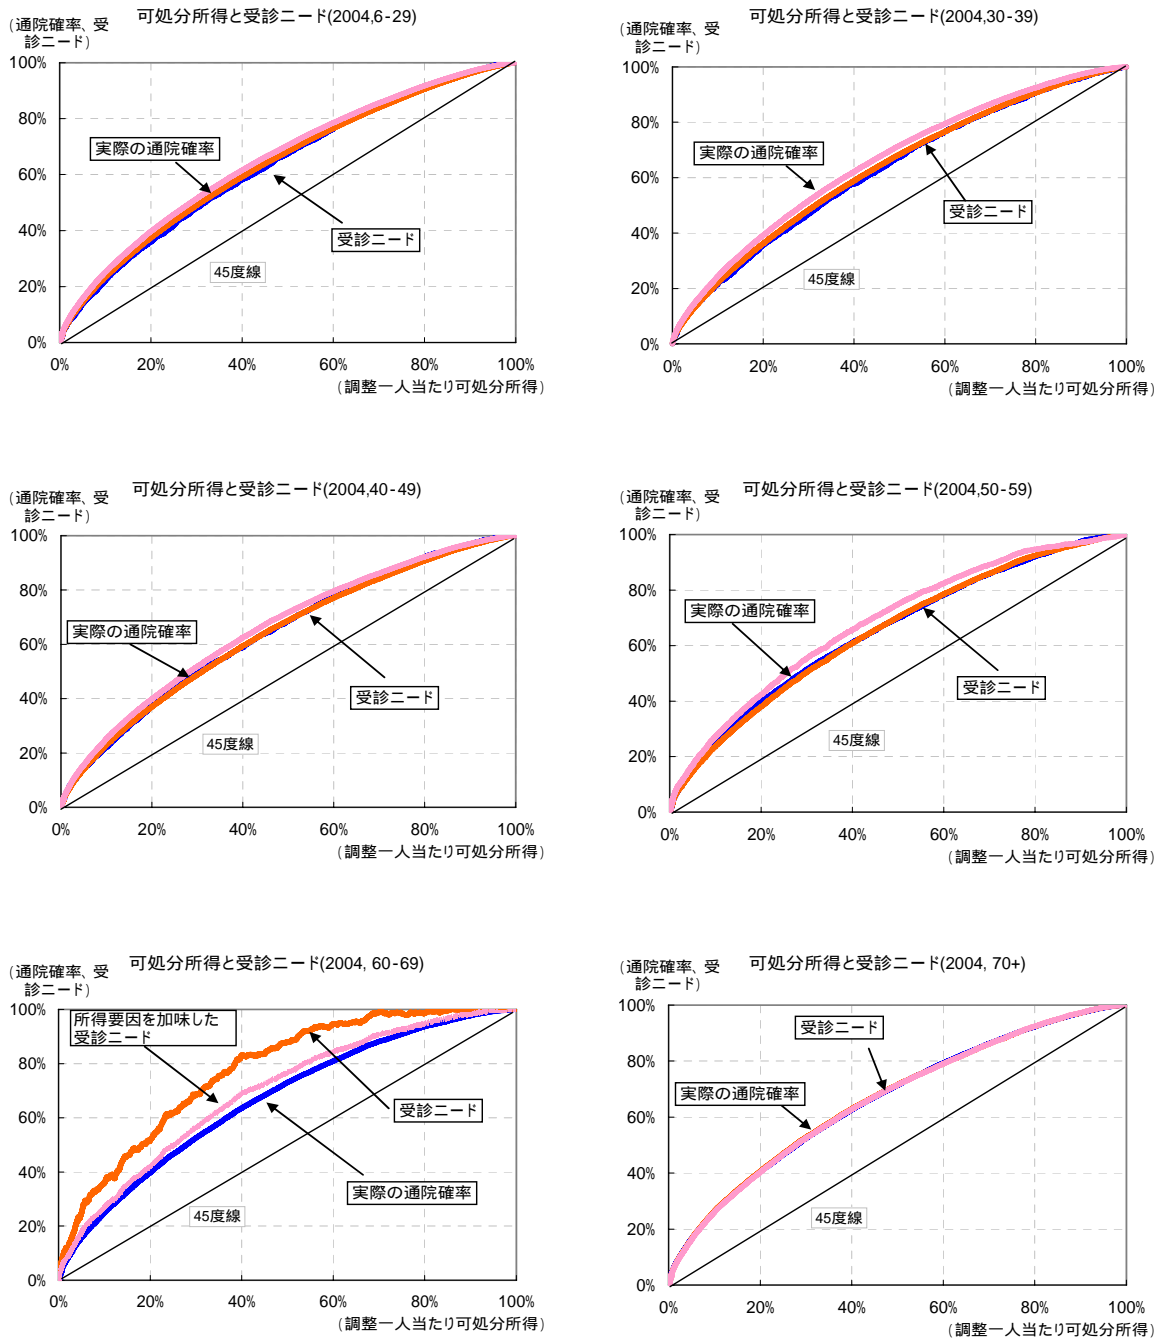 可処分所得と受診ニード(2004,6-29)
(通院確率、受
診ニード)
100%
80%
60%
40%
20%
0%
実際の通院確率
受診ニード
45度線
0% 20% 40% 60% 80% 100%
(調整一人当たり可処分所得)
可処分所得と受診ニード(2004,30-39)
(通院確率、受
診ニード)
100%
80%
60%
40%
20%
0%
実際の通院確率
受診ニード
45度線
0% 20% 40% 60% 80% 100%
(調整一人当たり可処分所得)
可処分所得と受診ニード(2004,40-49)
(通院確率、受
診ニード)
100%
80%
60%
40%
20%
0%
実際の通院確率
受診ニード
45度線
0% 20% 40% 60% 80% 100%
(調整一人当たり可処分所得)
可処分所得と受診ニード(2004,50-59)
(通院確率、受
診ニード)
100%
80%
60%
40%
20%
0%
実際の通院確率
受診ニード
45度線
0% 20% 40% 60% 80% 100%
(調整一人当たり可処分所得)
可処分所得と受診ニード(2004, 60-69)
(通院確率、受
診ニード)
100%
80%
60%
40%
20%
0%
所得要因を加味した
受診ニード
受診ニード
実際の通院確率
45度線
0% 20% 40% 60% 80% 100%
(調整一人当たり可処分所得)
可処分所得と受診ニード(2004, 70+)
(通院確率、受
診ニード)
100%
80%
60%
40%
20%
0%
受診ニード
実際の通院確率
45度線
0% 20% 40% 60% 80% 100%
(調整一人当たり可処分所得)